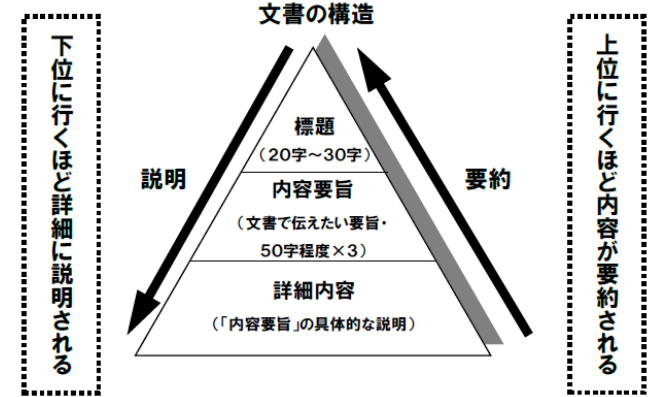 文書の構造
下位に行くほど詳細に説明される
上位に行くほど内容が要約される
説明
要約
標題
（20字～30字）
内容要旨
（文書で伝えたい要旨・
50字程度×3）
詳細内容
（「内容要旨」の具体的な説明）